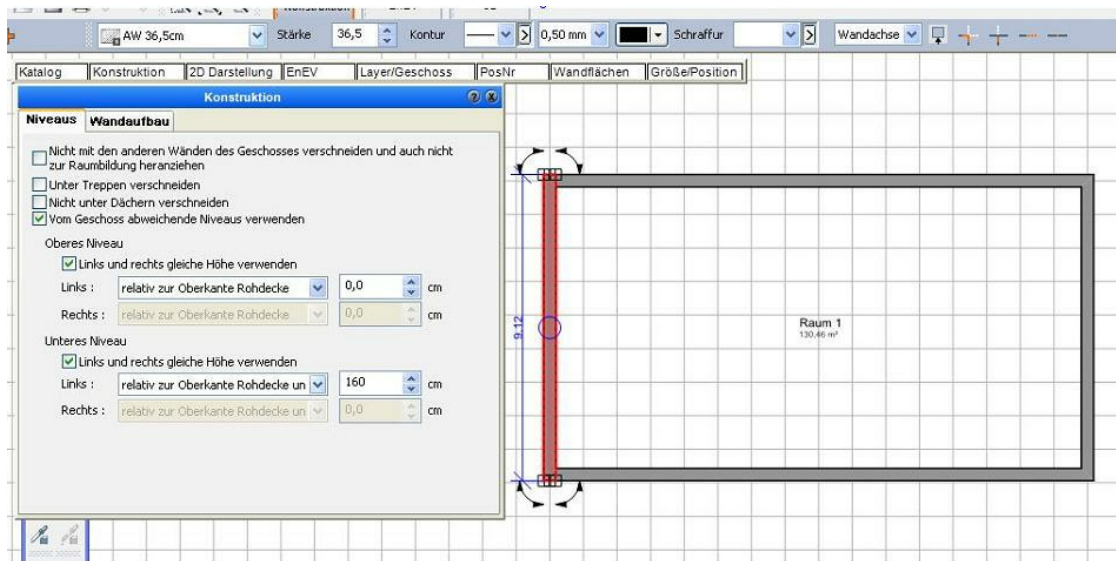 Konstruktion
AW 36,5cm Stärke 36,5 Kontur 0,50 mm Schraffur Wandachse
Katalog Konstruktion 2D Darstellung EnEV Layer/Geschoss PosNr Wandflächen Größe/Position
Konstruktion
Niveaus Wandaufbau
Nicht mit den anderen Wänden des Geschosses verschneiden und auch nicht
zur Raumbildung heranziehen
Unter Treppen verschneiden
Nicht unter Dächern verschneiden
Vom Geschoss abweichende Niveaus verwenden
Oberes Niveau
Links und rechts gleiche Höhe verwenden
Links : relativ zur Oberkante Rohdecke 0,0 cm
Rechts : relativ zur Oberkante Rohdecke 0,0 cm
Unteres Niveau
Links und rechts gleiche Höhe verwenden
Links : relativ zur Oberkante Rohdecke un 160 cm
Rechts : relativ zur Oberkante Rohdecke un 0,0 cm
9.12
Raum 1
130,46 m²